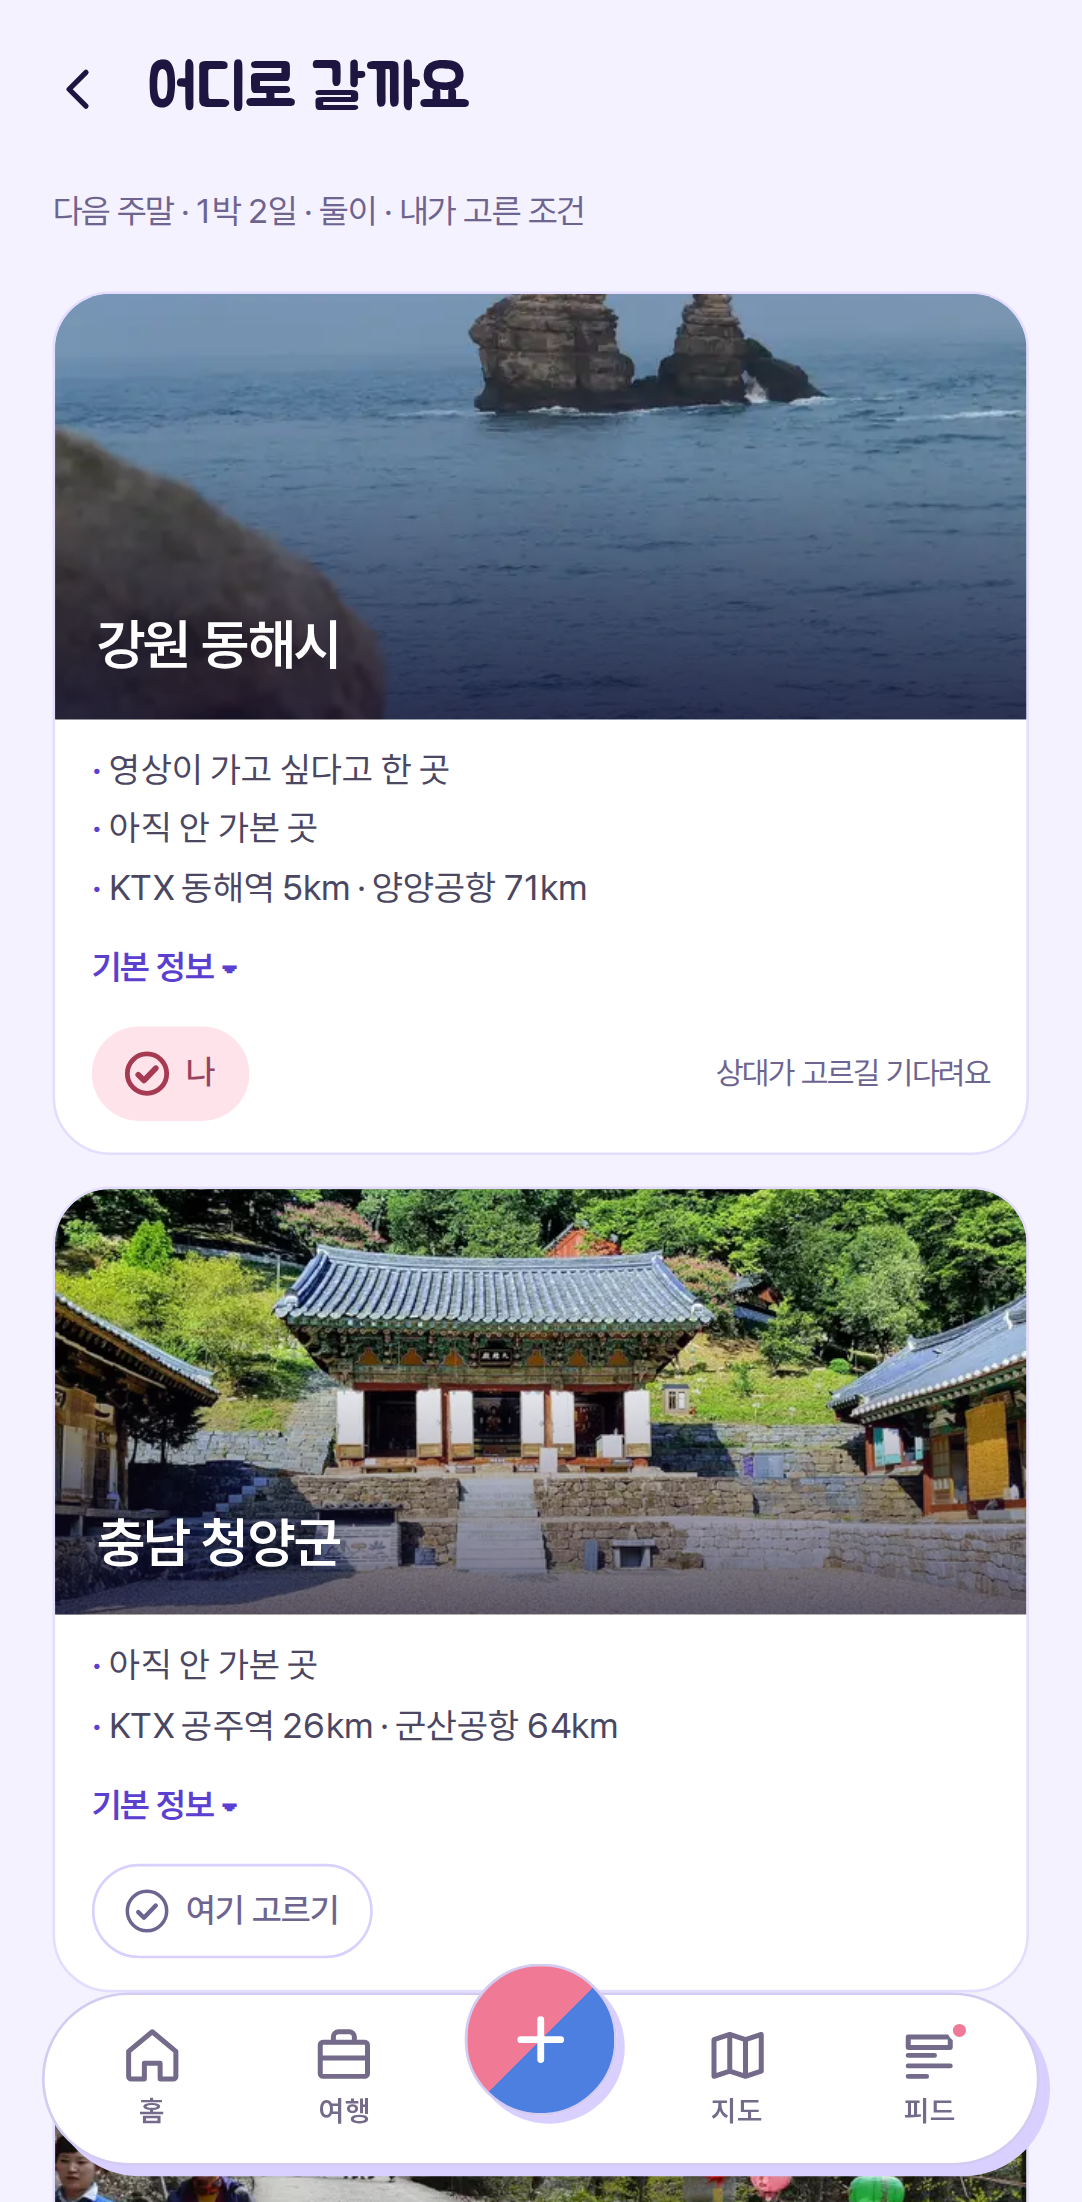 어디로 갈까요
다음 주말 · 1박 2일 · 둘이 · 내가 고른 조건
강원 동해시
· 영상이 가고 싶다고 한 곳
· 아직 안 가본 곳
· KTX 동해역 5km · 양양공항 71km
기본 정보
나
상대가 고르길 기다려요
충남 청양군
· 아직 안 가본 곳
· KTX 공주역 26km · 군산공항 64km
기본 정보
여기 고르기
홈
여행
지도
피드